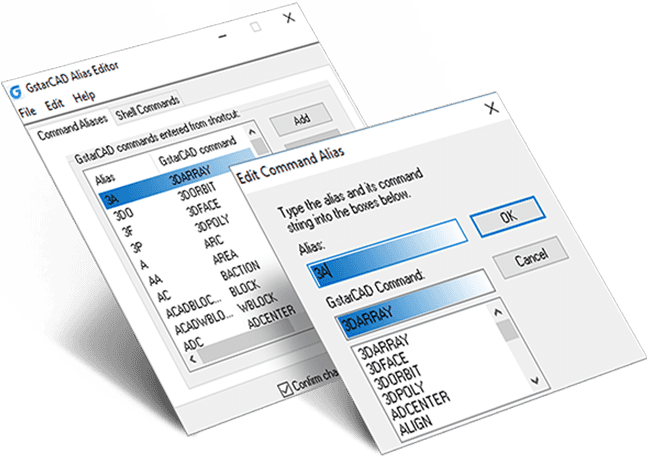 GstarCAD Alias Editor
File Edit Help
Command Aliases Shell Commands
GstarCAD commands entered from shortcut:
Alias GstarCAD command
3A 3DARRAY
3DO 3DORBIT
3F 3DFACE
3P 3DPOLY
A ARC
AA AREA
AC BACTION
ACADBLOC... BLOCK
ACADWBLO... WBLOCK
ADC ADCENTER
Add
Confirm
Edit Command Alias
Type the alias and its command
string into the boxes below.
Alias:
3A
OK
Cancel
GstarCAD Command:
3DARRAY
3DARRAY
3DFACE
3DORBIT
3DPOLY
ADCENTER
ALIGN